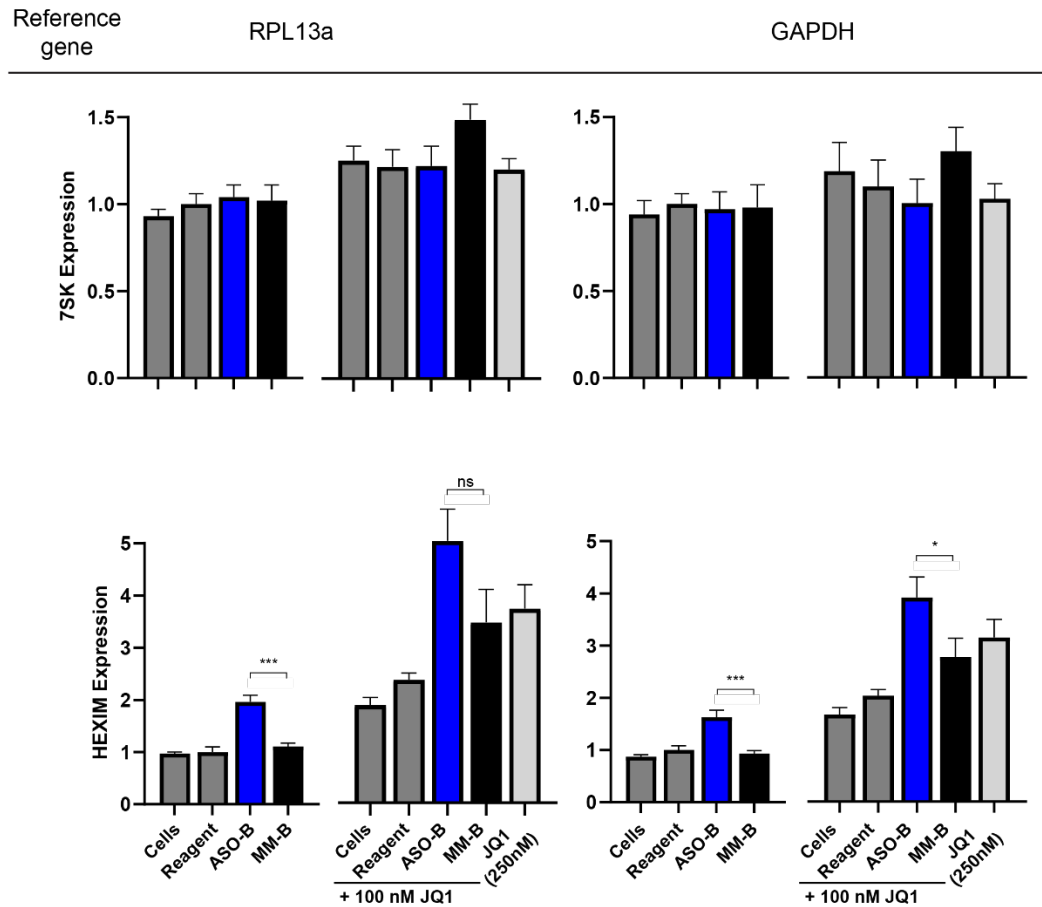 Reference gene
RPL13a
GAPDH
7SK Expression
1.5
1.0
0.5
0.0
1.5
1.0
0.5
0.0
HEXIM Expression
5
4
3
2
1
0
***
ns
Cells
Reagent
ASO-B
MM-B
Cells
Reagent
ASO-B
MM-B
JQ1
(250nM)
+ 100 nM JQ1
5
4
3
2
1
0
***
*
Cells
Reagent
ASO-B
MM-B
Cells
Reagent
ASO-B
MM-B
JQ1
(250nM)
+ 100 nM JQ1